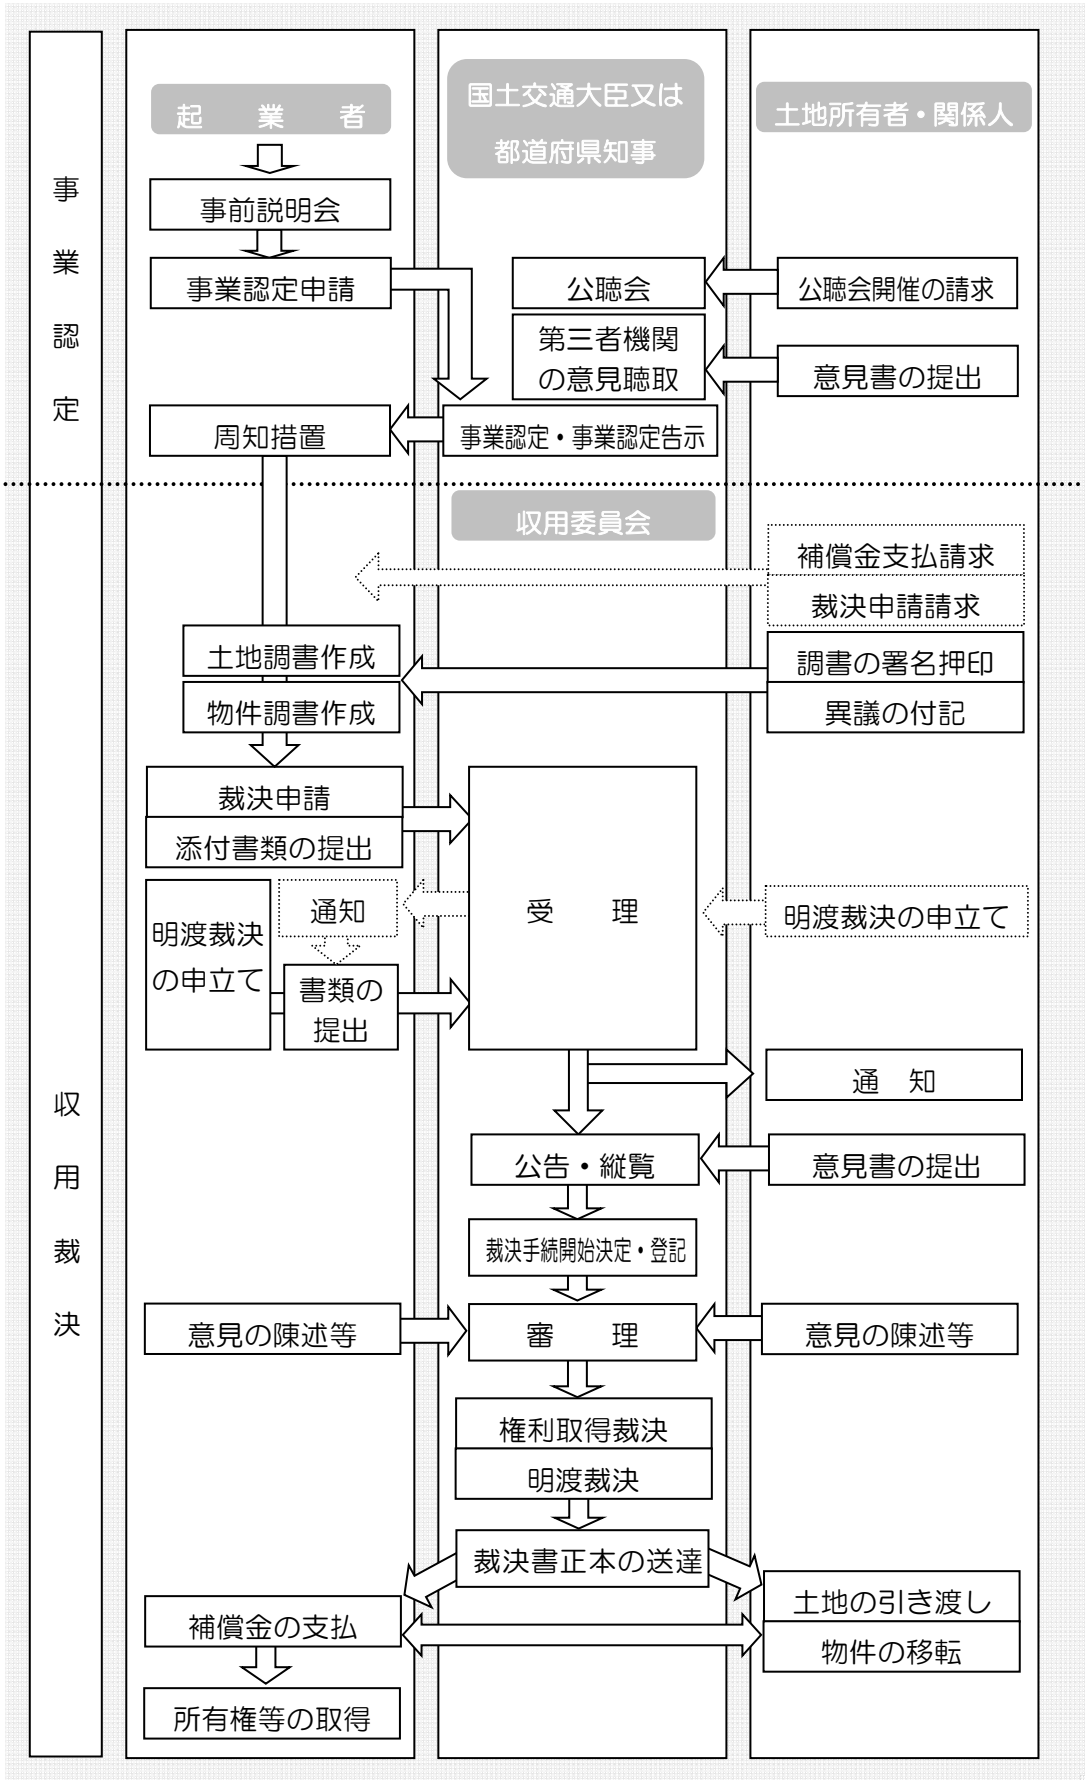 事業認定
起業者
国土交通大臣又は
都道府県知事
土地所有者・関係人
事前説明会
事業認定申請
公聴会
公聴会開催の請求
第三者機関
の意見聴取
意見書の提出
周知措置
事業認定・事業認定告示
収用裁決
収用委員会
補償金支払請求
裁決申請請求
土地調書作成
物件調書作成
調書の署名押印
異議の付記
裁決申請
添付書類の提出
受理
明渡裁決
の申立て
通知
書類の
提出
明渡裁決の申立て
通知
公告・縦覧
意見書の提出
裁決手続開始決定・登記
意見の陳述等
審理
意見の陳述等
権利取得裁決
明渡裁決
裁決書正本の送達
補償金の支払
土地の引き渡し
物件の移転
所有権等の取得